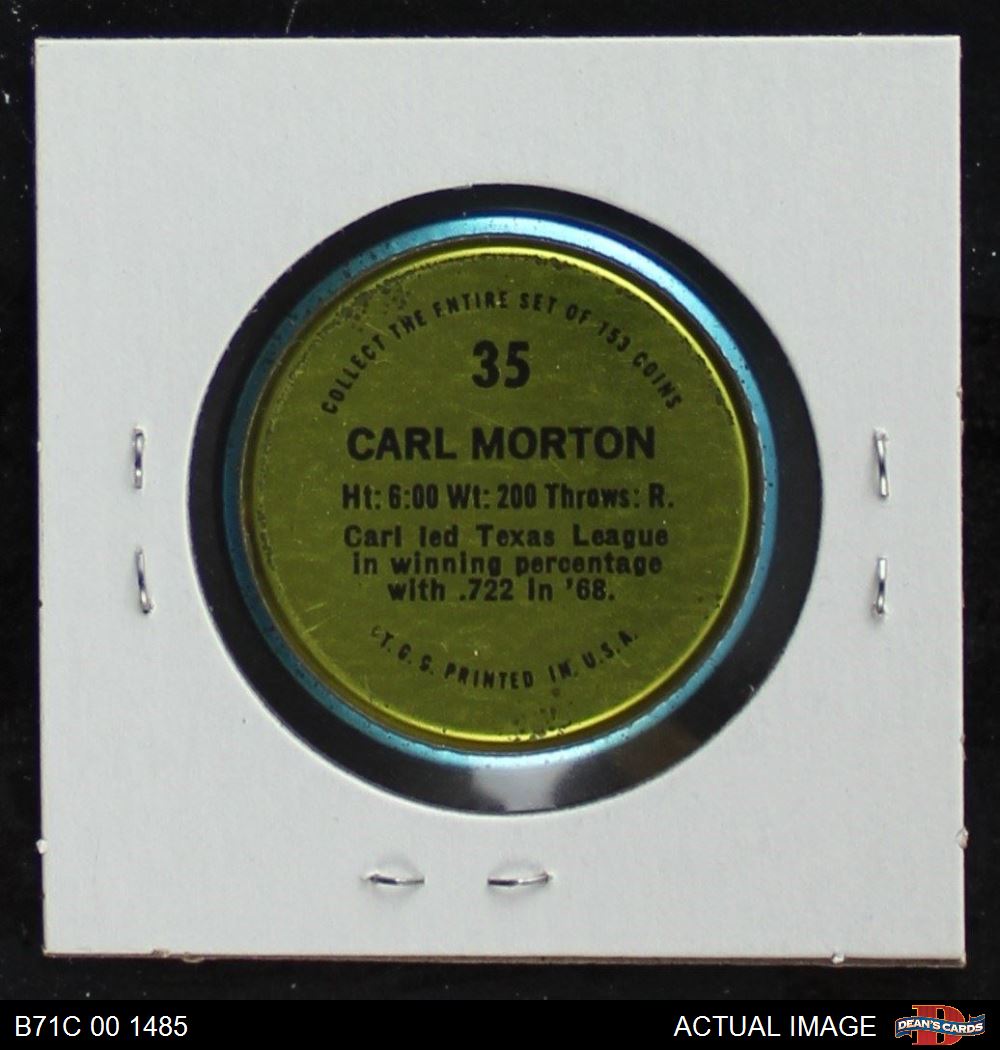 COLLECT THE ENTIRE SET OF 153 COINS
35
CARL MORTON
Ht: 6:00 Wt: 200 Throws: R.
Carl led Texas League
in winning percentage
with .722 in '68.
©T. C. G. PRINTED IN U.S.A.
B71C 00 1485
ACTUAL IMAGE
D
DEAN'S CARDS